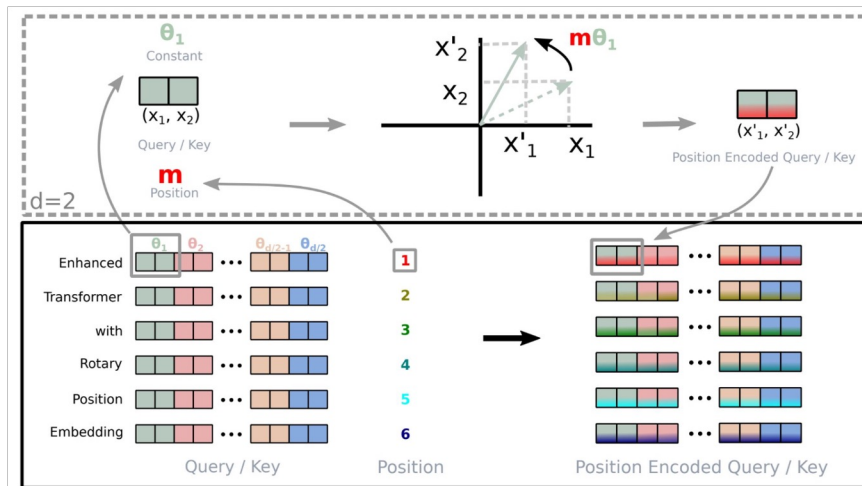 θ₁
Constant
(x₁, x₂)
Query / Key
m
Position
d=2
x'₂
x₂
x'₁
x₁
mθ₁
(x'₁, x'₂)
Position Encoded Query / Key
θ₁ θ₂ ••• θd/2-1 θd/2
Enhanced ••• 1 •••
Transformer ••• 2 •••
with ••• 3 •••
Rotary ••• 4 •••
Position ••• 5 •••
Embedding ••• 6 •••
Query / Key Position Position Encoded Query / Key